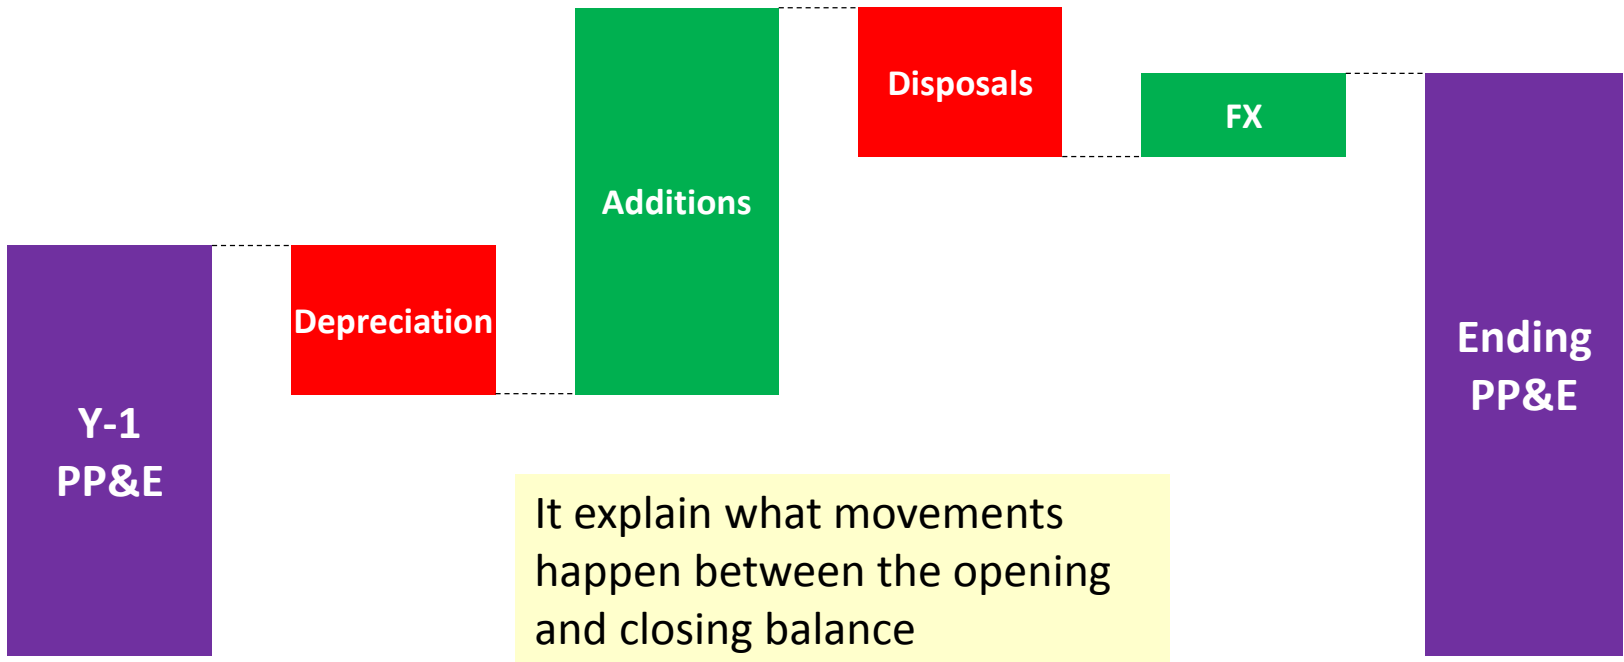 Y-1
PP&E
Depreciation
Additions
Disposals
FX
Ending
PP&E
It explain what movements
happen between the opening
and closing balance